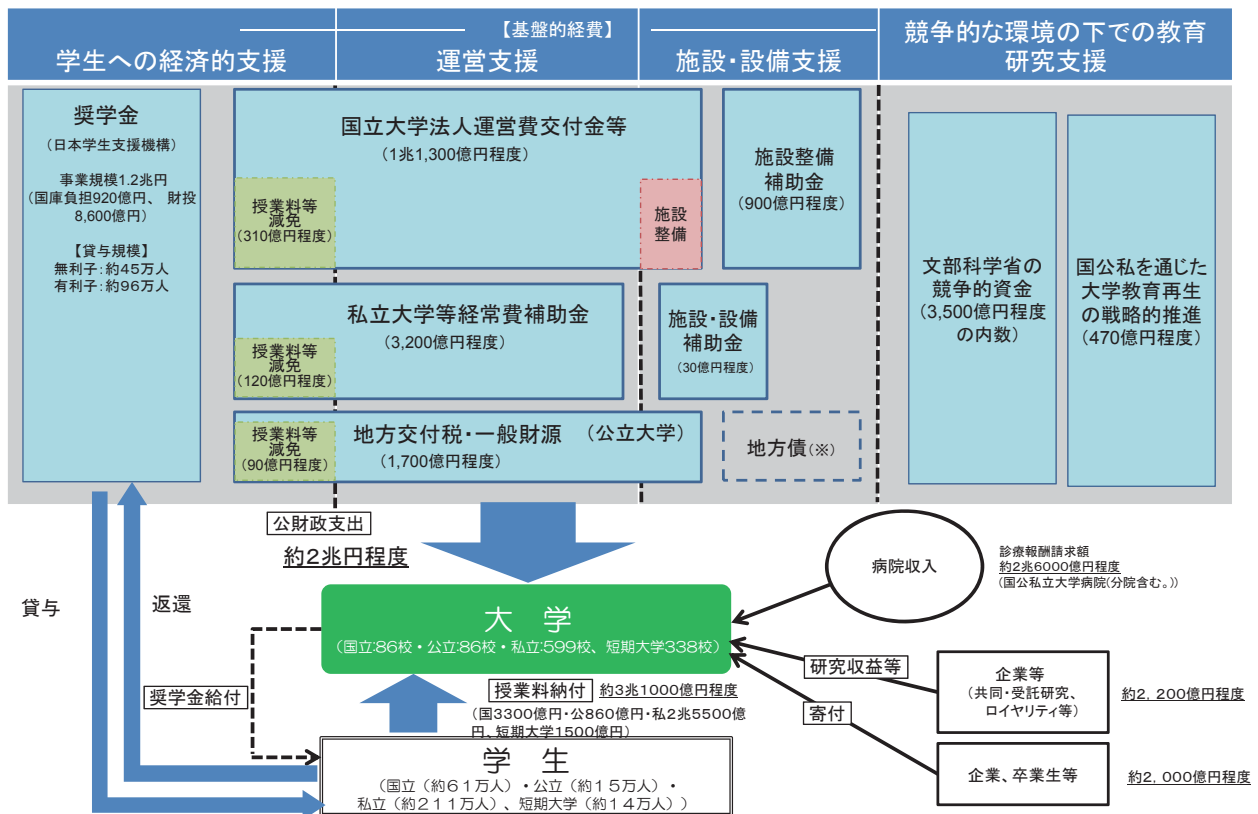 【基盤的経費】
学生への経済的支援
運営支援
施設・設備支援
競争的な環境の下での教育
研究支援
奨学金
(日本学生支援機構)
事業規模1.2兆円
(国庫負担920億円、 財投
8,600億円)
【貸与規模】
無利子:約45万人
有利子:約96万人
国立大学法人運営費交付金等
(1兆1,300億円程度)
授業料等
減免
(310億円程度)
施設
整備
施設整備
補助金
(900億円程度)
私立大学等経常費補助金
(3,200億円程度)
授業料等
減免
(120億円程度)
施設・設備
補助金
(30億円程度)
地方交付税・一般財源 (公立大学)
(1,700億円程度)
授業料等
減免
(90億円程度)
地方債(※)
文部科学省の
競争的資金
(3,500億円程度
の内数)
国公私を通じた
大学教育再生
の戦略的推進
(470億円程度)
公財政支出
約2兆円程度
貸与
返還
大 学
(国立:86校・公立:86校・私立:599校、短期大学338校)
病院収入
診療報酬請求額
約2兆6000億円程度
(国公私立大学病院(分院含む。))
奨学金給付
授業料納付 約3兆1000億円程度
(国3300億円・公860億円・私2兆5500億
円、短期大学1500億円)
研究収益等
企業等
(共同・受託研究、
ロイヤリティ等)
約2,200億円程度
寄付
企業、卒業生等
約2,000億円程度
学 生
(国立(約61万人)・公立(約15万人)・
私立(約211万人)、短期大学(約14万人))